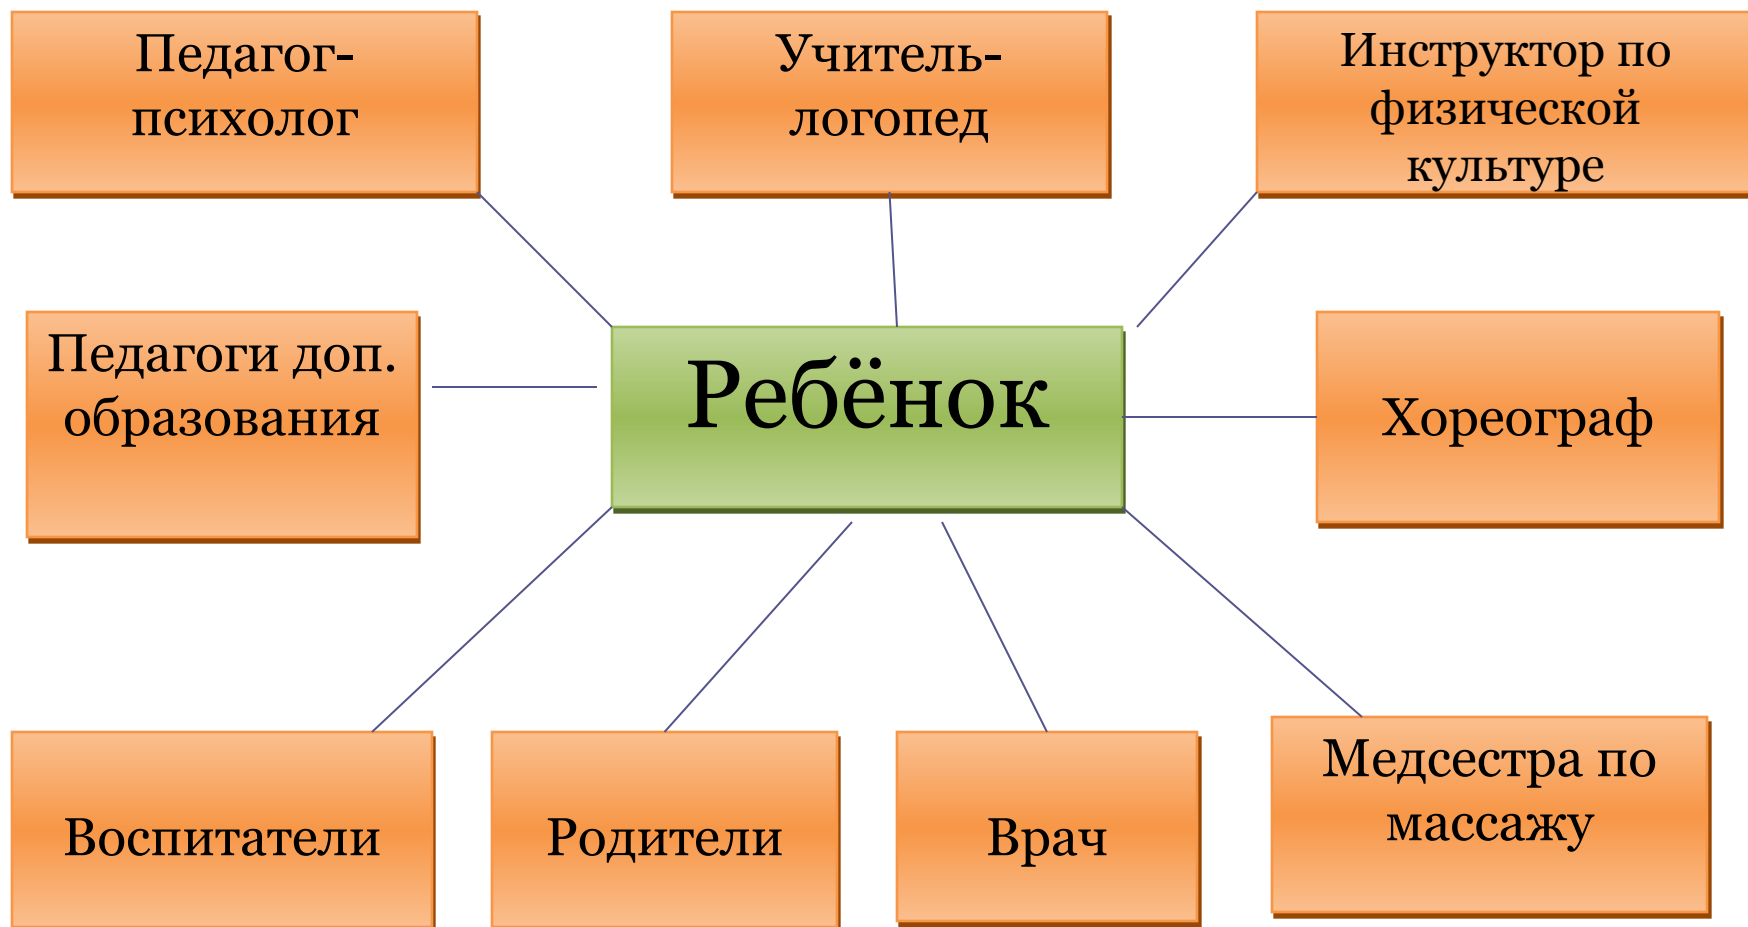 Педагог-
психолог
Учитель-
логопед
Инструктор по
физической
культуре
Педагоги доп.
образования
Ребёнок
Хореограф
Воспитатели
Родители
Врач
Медсестра по
массажу